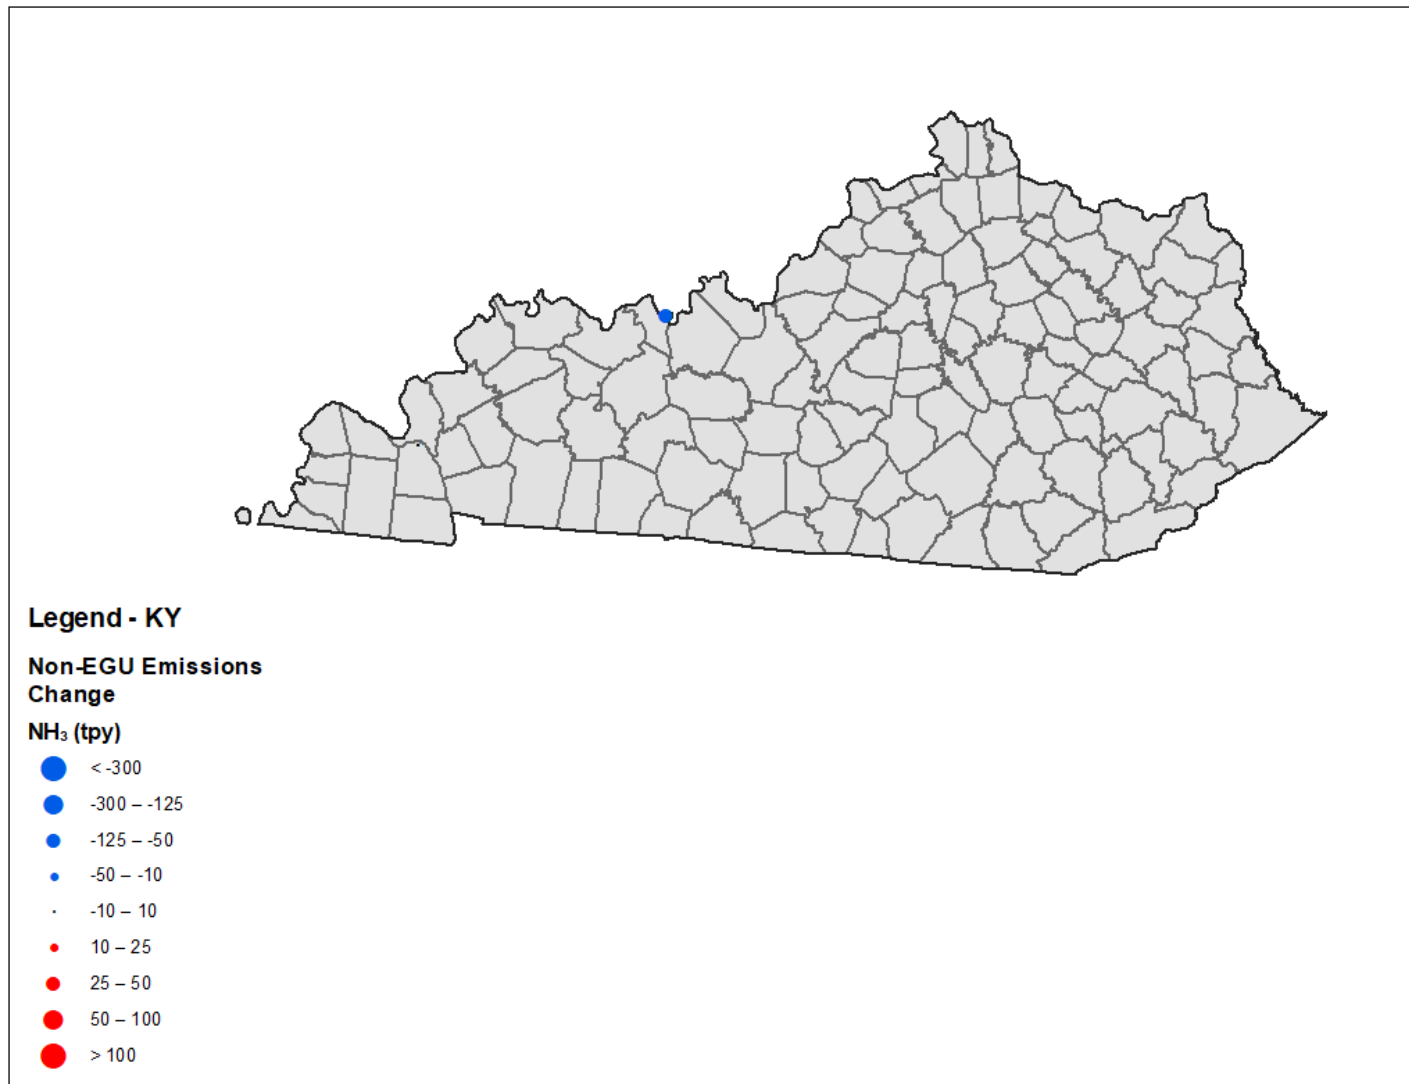 Legend - KY
Non-EGU Emissions
Change
NH₃ (tpy)
< -300
-300 – -125
-125 – -50
-50 – -10
-10 – 10
10 – 25
25 – 50
50 – 100
> 100